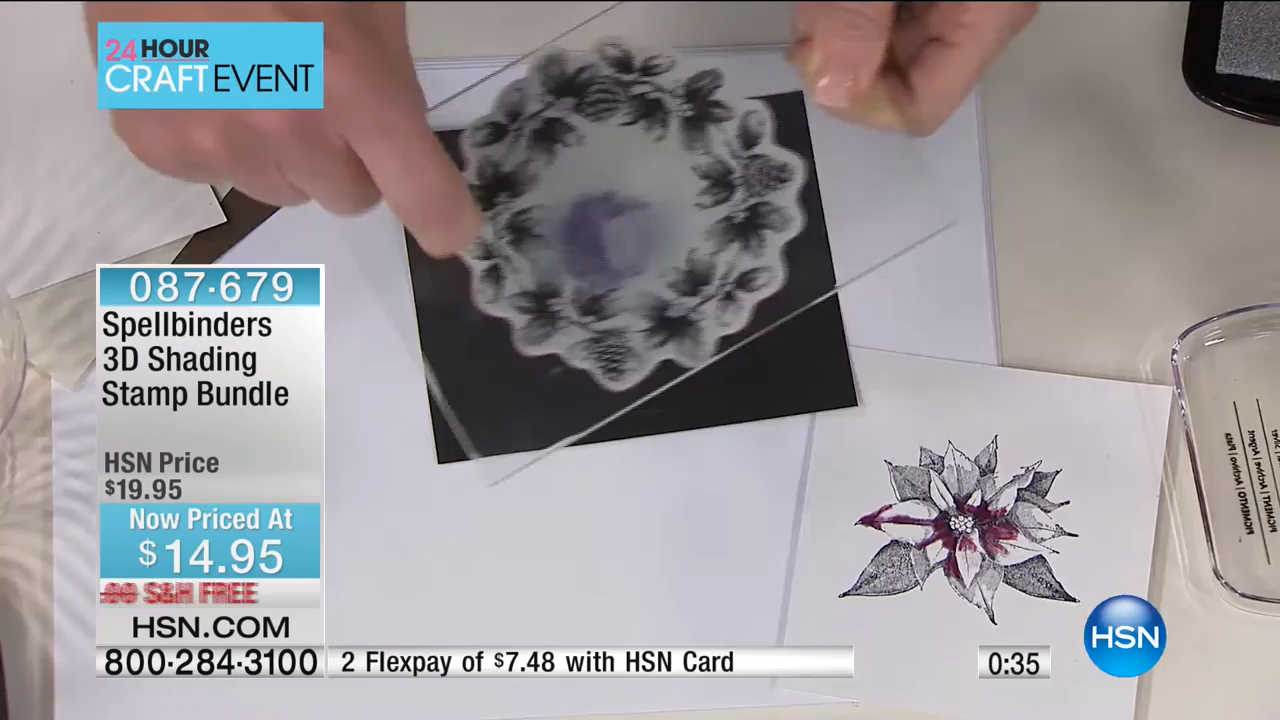 24 HOUR
CRAFT EVENT
087·679
Spellbinders
3D Shading
Stamp Bundle
HSN Price
$19.95
Now Priced At
$14.95
S&H FREE
HSN.COM
800·284·3100
2 Flexpay of $7.48 with HSN Card
0:35
HSN